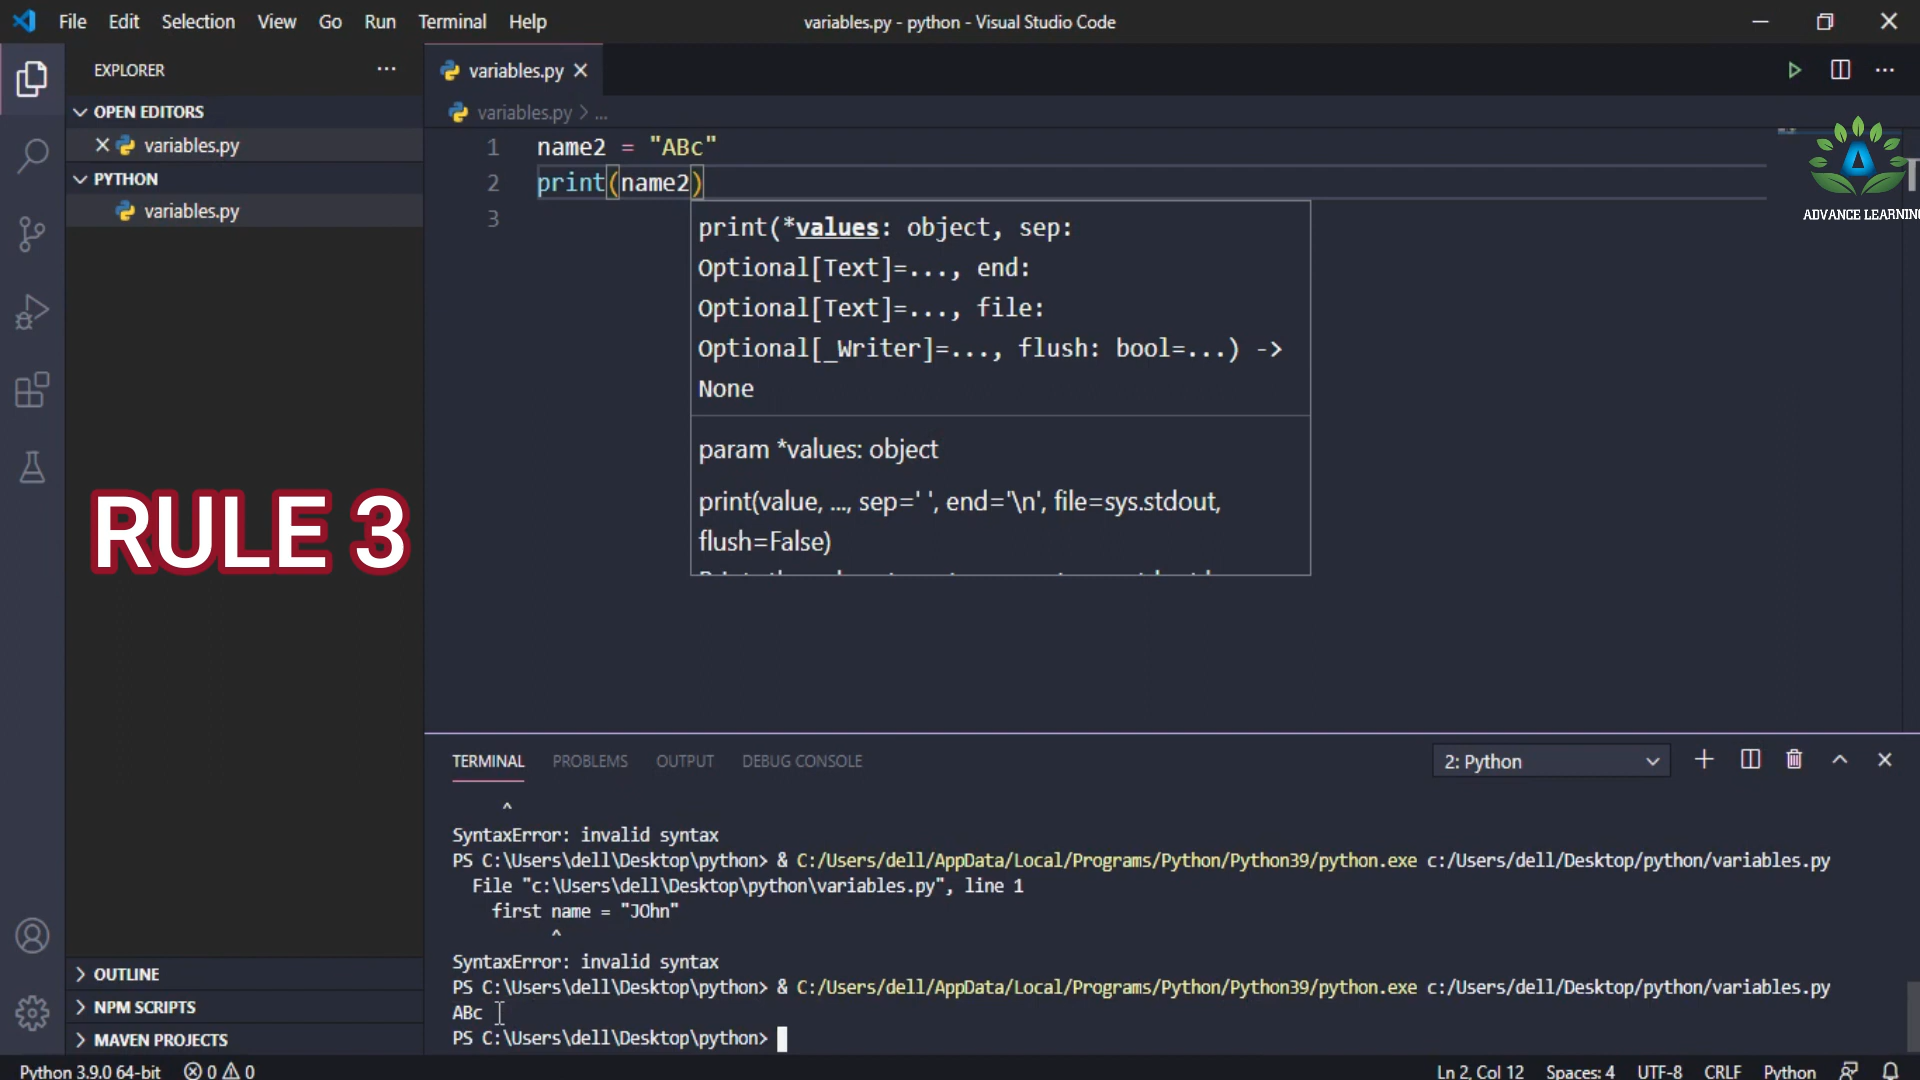 File Edit Selection View Go Run Terminal Help
variables.py - python - Visual Studio Code
EXPLORER
OPEN EDITORS
variables.py
PYTHON
variables.py
OUTLINE
NPM SCRIPTS
MAVEN PROJECTS
RULE 3
variables.py
variables.py > ...
1 name2 = "ABc"
2 print(name2)
3
print(*values: object, sep:
Optional[Text]=..., end:
Optional[Text]=..., file:
Optional[_Writer]=..., flush: bool=...) ->
None
param *values: object
print(value, ..., sep=' ', end='\n', file=sys.stdout,
flush=False)
ADVANCE LEARNING
TERMINAL PROBLEMS OUTPUT DEBUG CONSOLE
2: Python
^
SyntaxError: invalid syntax
PS C:\Users\dell\Desktop\python> & C:/Users/dell/AppData/Local/Programs/Python/Python39/python.exe c:/Users/dell/Desktop/python/variables.py
File "c:\Users\dell\Desktop\python\variables.py", line 1
first name = "JOhn"
^
SyntaxError: invalid syntax
PS C:\Users\dell\Desktop\python> & C:/Users/dell/AppData/Local/Programs/Python/Python39/python.exe c:/Users/dell/Desktop/python/variables.py
ABc
PS C:\Users\dell\Desktop\python>
Python 3.9.0 64-bit 0 0
Ln 2, Col 12 Spaces: 4 UTF-8 CRLF Python